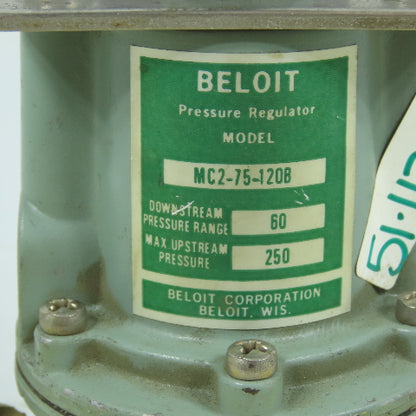 BELOIT
Pressure Regulator
MODEL
MC2-75-120B
DOWNSTREAM
PRESSURE RANGE
60
MAX. UPSTREAM
PRESSURE
250
BELOIT CORPORATION
BELOIT, WIS.